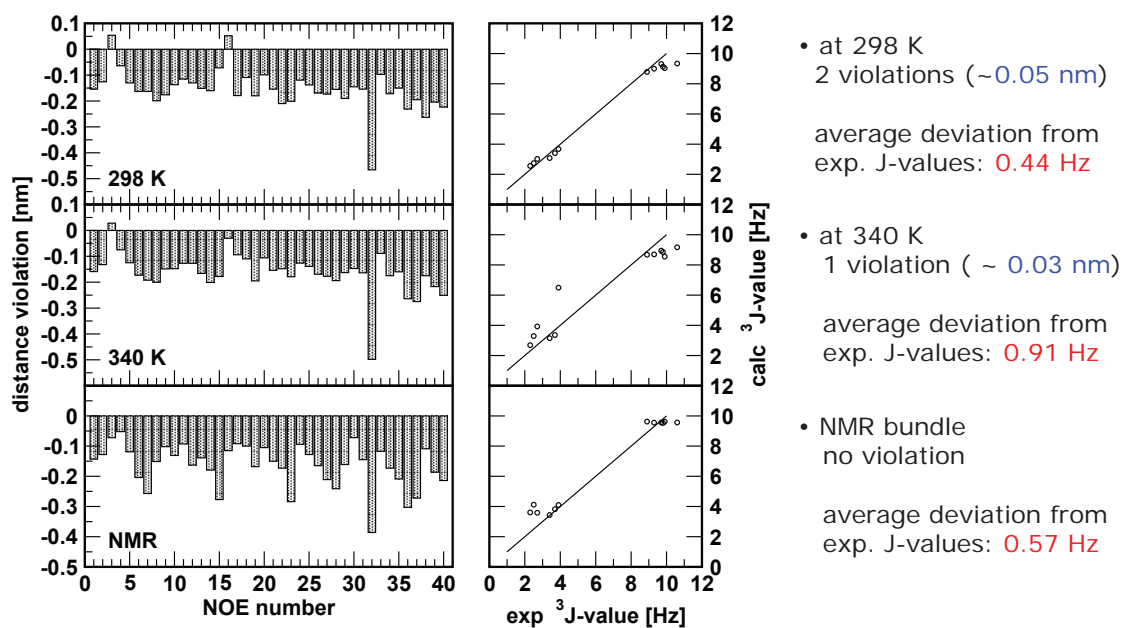 0.1
0
-0.1
-0.2
-0.3
-0.4
-0.5
298 K
0.1
0
-0.1
-0.2
-0.3
-0.4
-0.5
340 K
0
-0.1
-0.2
-0.3
-0.4
-0.5
NMR
0 10 20 30 40
NOE number
distance violation [nm]
12
10
8
6
4
2
12
10
8
6
4
2
12
10
8
6
4
2
0
0 2 4 6 8 10 12
exp ³J-value [Hz]
calc ³J-value [Hz]
• at 298 K
2 violations (~0.05 nm)
average deviation from
exp. J-values: 0.44 Hz
• at 340 K
1 violation ( ~ 0.03 nm)
average deviation from
exp. J-values: 0.91 Hz
• NMR bundle
no violation
average deviation from
exp. J-values: 0.57 Hz